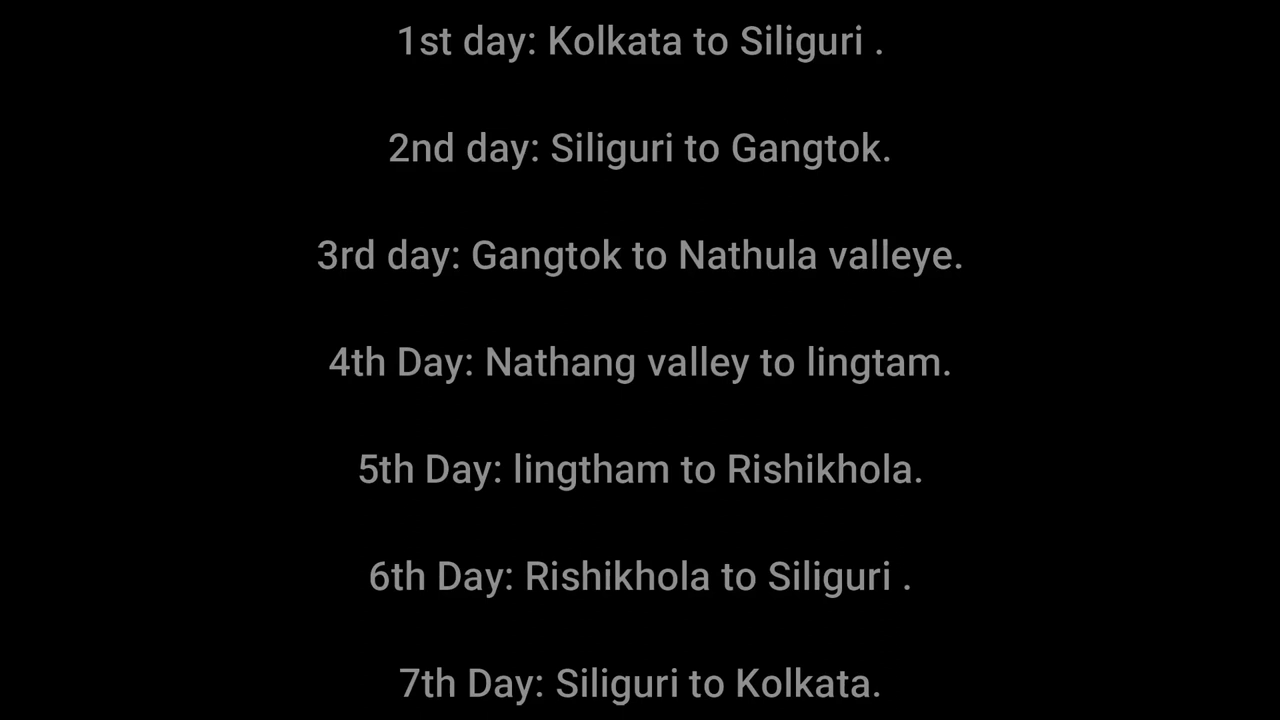 1st day: Kolkata to Siliguri .
2nd day: Siliguri to Gangtok.
3rd day: Gangtok to Nathula valleye.
4th Day: Nathang valley to lingtam.
5th Day: lingtham to Rishikhola.
6th Day: Rishikhola to Siliguri .
7th Day: Siliguri to Kolkata.